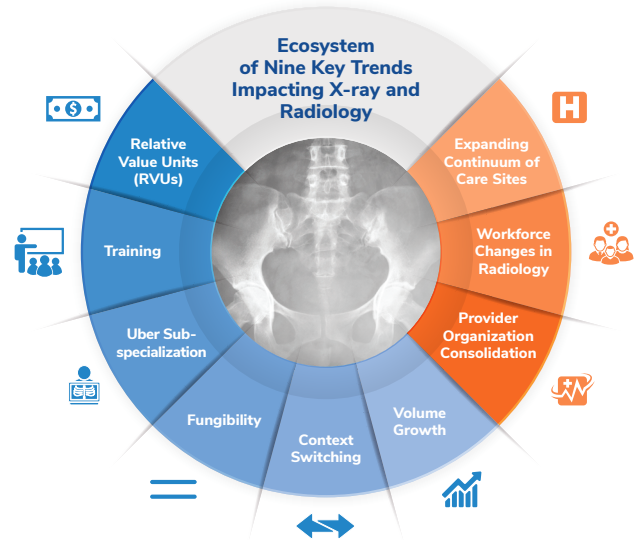 Ecosystem
of Nine Key Trends
Impacting X-ray and
Radiology
Expanding
Continuum of
Care Sites
H
Workforce
Changes in
Radiology
Provider
Organization
Consolidation
Volume
Growth
Context
Switching
Fungibility
Uber Sub-
specialization
Training
Relative
Value Units
(RVUs)
$